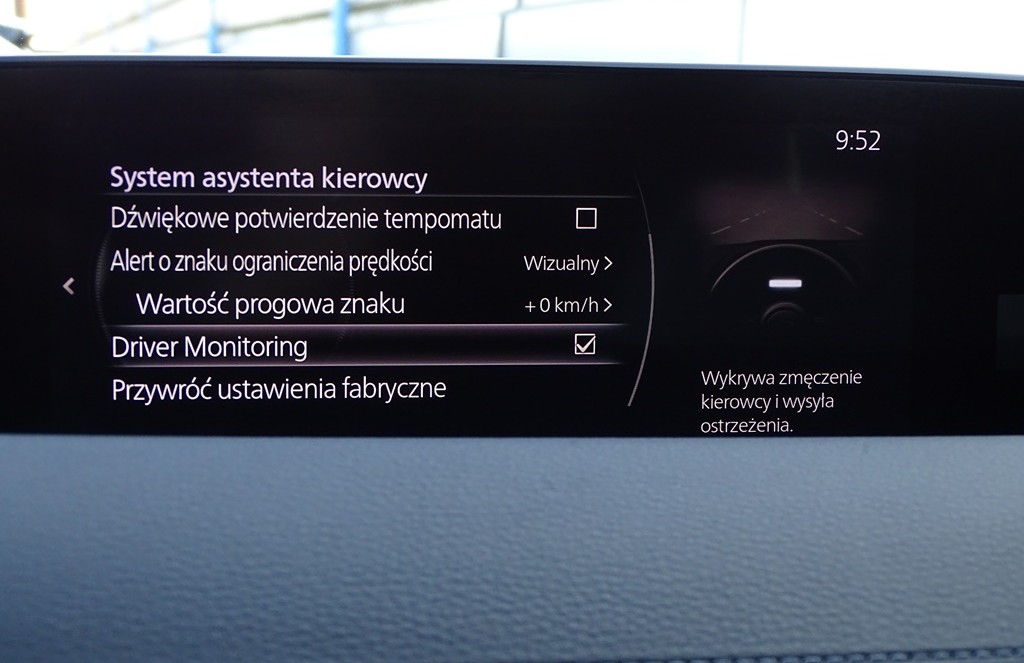 9:52
System asystenta kierowcy
Dźwiękowe potwierdzenie tempomatu
Alert o znaku ograniczenia prędkości Wizualny >
Wartość progowa znaku + 0 km/h >
Driver Monitoring
Przywróć ustawienia fabryczne
Wykrywa zmęczenie
kierowcy i wysyła
ostrzeżenia.